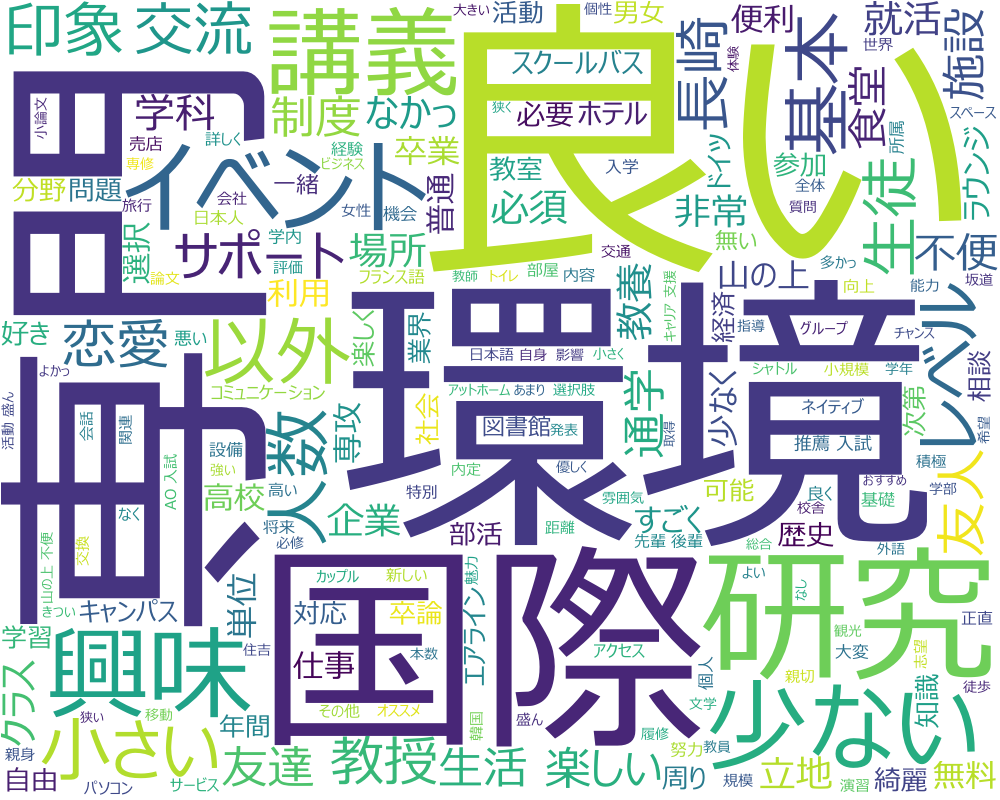 印象
交流
講義
大きい
活動
個性
男女
便利
就活
世界
施設
良い
スクールバス
体験
長崎
基本
食堂
スペース
所属
専門
小論文
学科
売店
詳しく
専修
制度
なかっ
経験
ビジネス
卒業
狭く
必要
ホテル
教室
入学
ドイツ
参加
全体
質問
ラウンジ
分野
問題
旅行
イベント
会社
日本人
一緒
女性
機会
普通
必須
非常
無い
生徒
不便
選択
論文
サポート
学内
評価
場所
フランス語
利用
交通
教師
トイレ
部屋
内容
教養
キャリア
支援
山の上
多かっ
向上
能力
坂道
好き
よかっ
恋愛
悪い
以外
楽しく
業界
環境
日本語
自身
影響
小さく
経済
指導
グループ
チャンス
レベル
相談
コミュニケーション
アットホーム
あまり
選択肢
通学
シャトル
小規模
学年
活動
盛ん
会話
関連
人数
専攻
社会
図書館
発表
取得
少なく
ネイティブ
次第
希望
AO
入試
設備
強い
内定
優しく
推薦
入試
積極
なく
高校
高い
特別
雰囲気
可能
良く
おすすめ
基礎
学部
将来
必修
企業
部活
距離
すごく
先輩
後輩
歴史
校舎
友人
外語
山の上
不便
きつい
交換
キャンパス
単位
国際
カップル
新しい
エアライン
魅力
研究
総合
よい
なし
正直
学習
興味
住吉
対応
卒論
仕事
本数
アクセス
個人
観光
大変
志望
親切
徒歩
クラス
狭い
移動
年間
その他
オススメ
韓国
盛ん
履修
文学
少ない
知識
親身
小さい
自由
パソコン
サービス
友達
教授
生活
楽しい
努力
教員
周り
規模
立地
演習
綺麗
無料